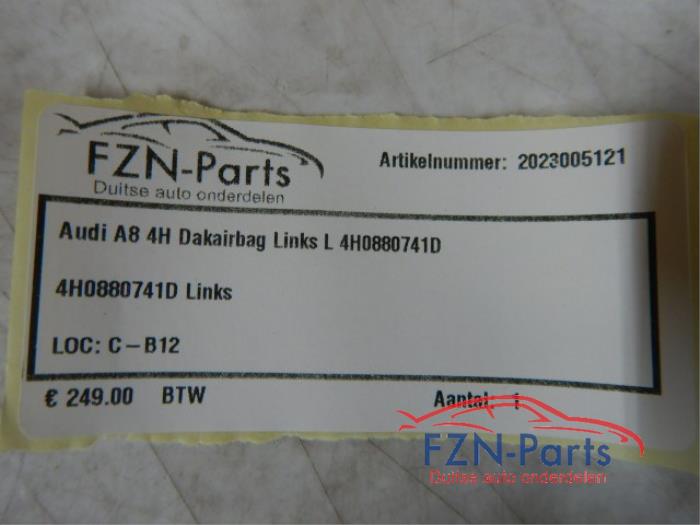 FZN-Parts
Duitse auto onderdelen
Artikelnummer: 2023005121
Audi A8 4H Dakairbag Links L 4H0880741D
4H0880741D Links
LOC: C-B12
€ 249.00 BTW
Aantal: 1
FZN-Parts
Duitse auto onderdelen